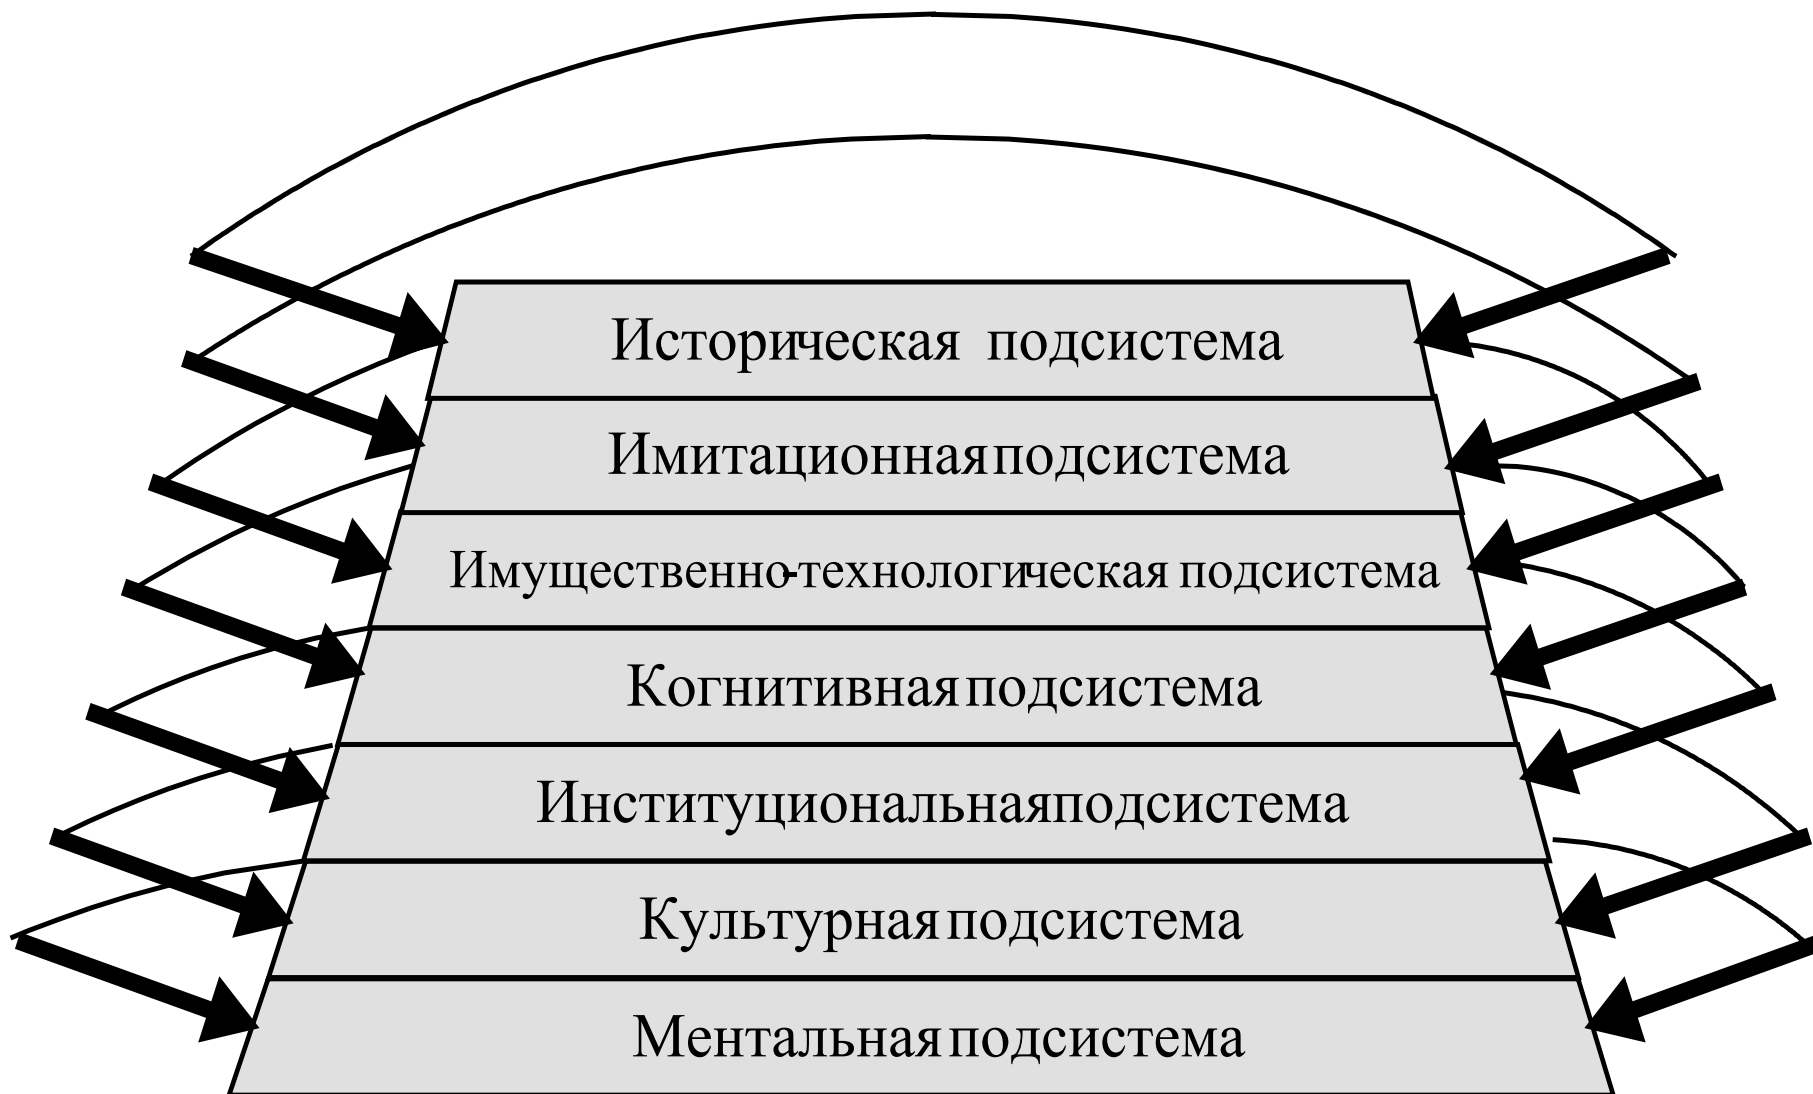 Историческая подсистема
Имитационная подсистема
Имущественно-технологическая подсистема
Когнитивная подсистема
Институциональная подсистема
Культурная подсистема
Ментальная подсистема